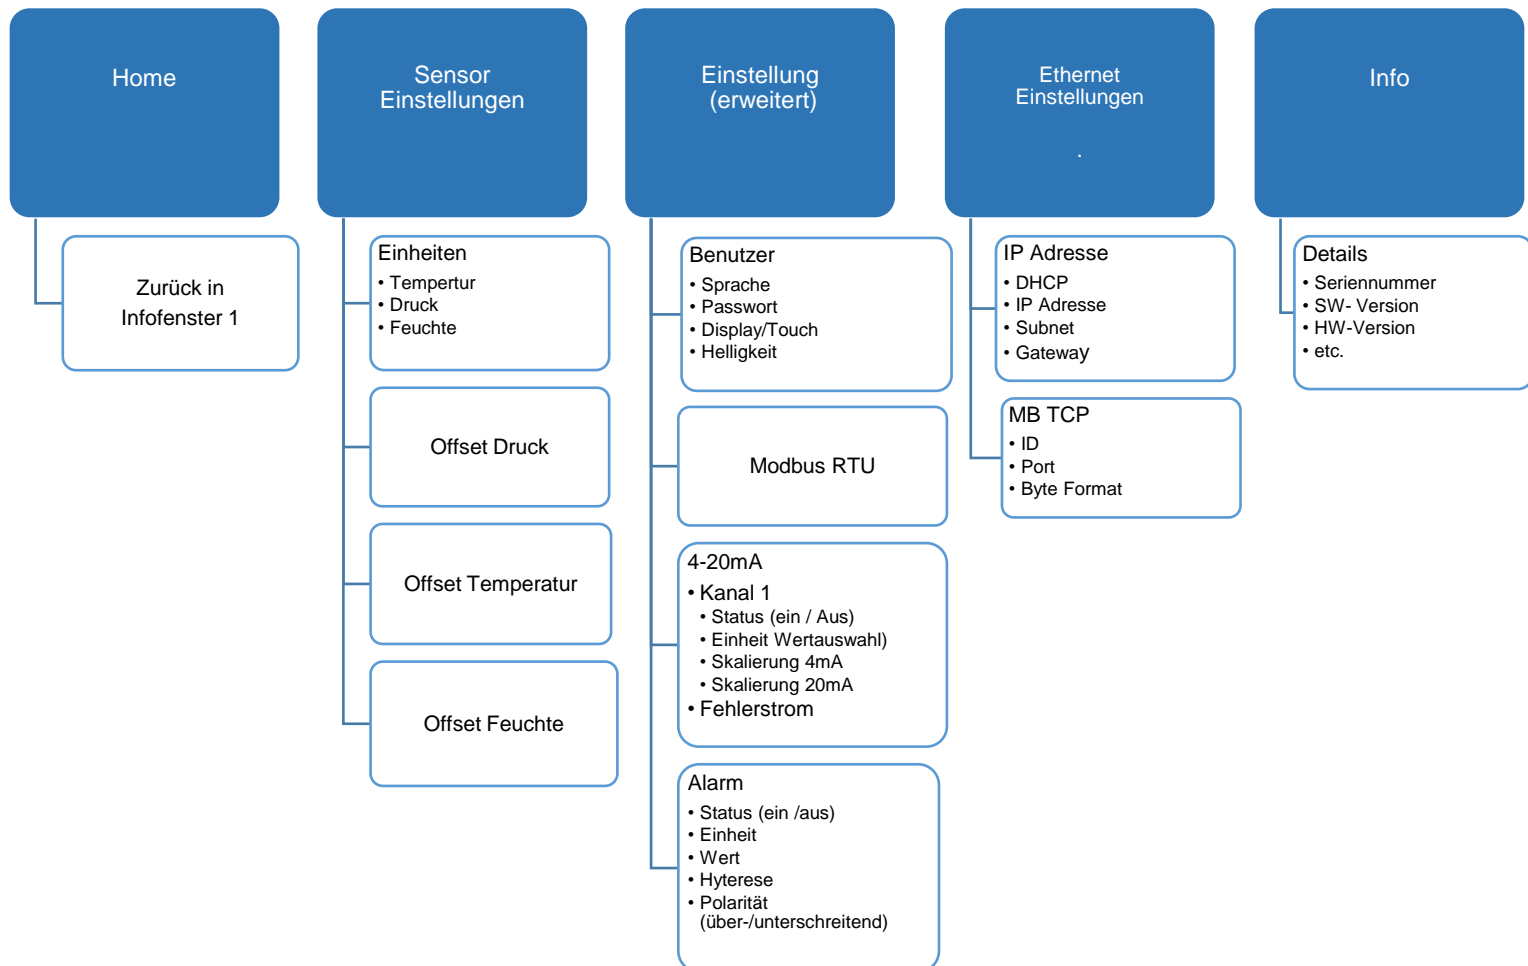 Home
Zurück in
Infofenster 1
Sensor
Einstellungen
Einheiten
• Tempertur
• Druck
• Feuchte
Offset Druck
Offset Temperatur
Offset Feuchte
Einstellung
(erweitert)
Benutzer
• Sprache
• Passwort
• Display/Touch
• Helligkeit
Modbus RTU
4-20mA
• Kanal 1
• Status (ein / Aus)
• Einheit Wertauswahl)
• Skalierung 4mA
• Skalierung 20mA
• Fehlerstrom
Alarm
• Status (ein /aus)
• Einheit
• Wert
• Hyterese
• Polarität
(über-/unterschreitend)
Ethernet
Einstellungen
.
IP Adresse
• DHCP
• IP Adresse
• Subnet
• Gateway
MB TCP
• ID
• Port
• Byte Format
Info
Details
• Seriennummer
• SW- Version
• HW-Version
• etc.